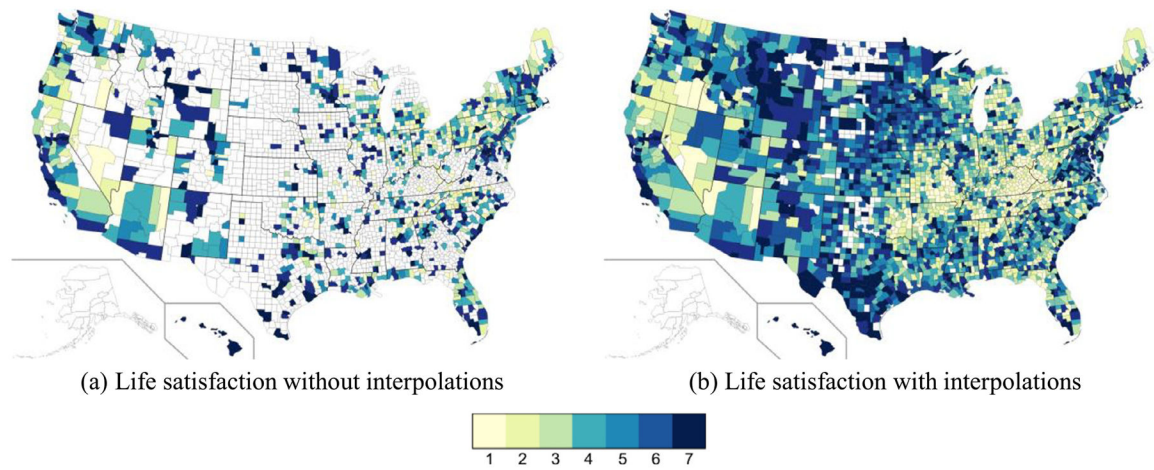 (a) Life satisfaction without interpolations
(b) Life satisfaction with interpolations
1 2 3 4 5 6 7